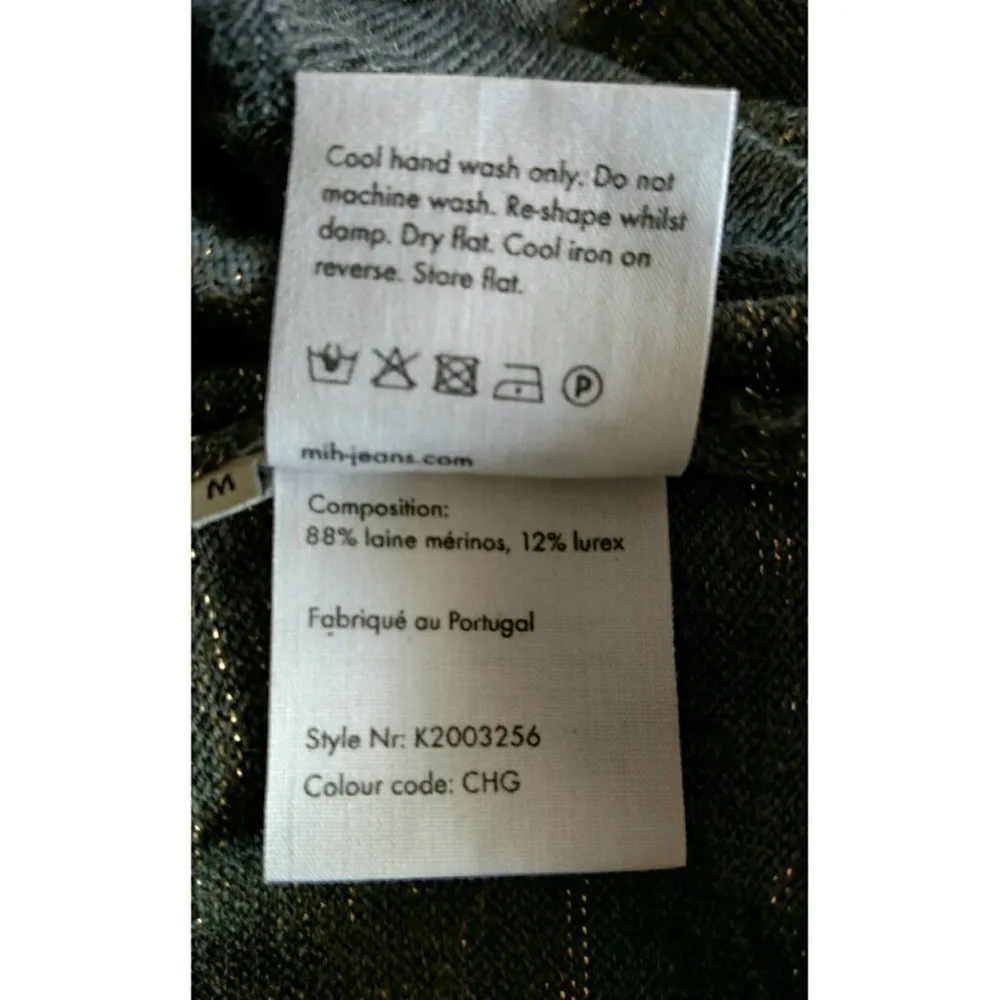 Cool hand wash only. Do not
machine wash. Re-shape whilst
damp. Dry flat. Cool iron on
reverse. Store flat.
P
mih-jeans.com
M
Composition:
88% laine mérinos, 12% lurex
Fabriqué au Portugal
Style Nr: K2003256
Colour code: CHG